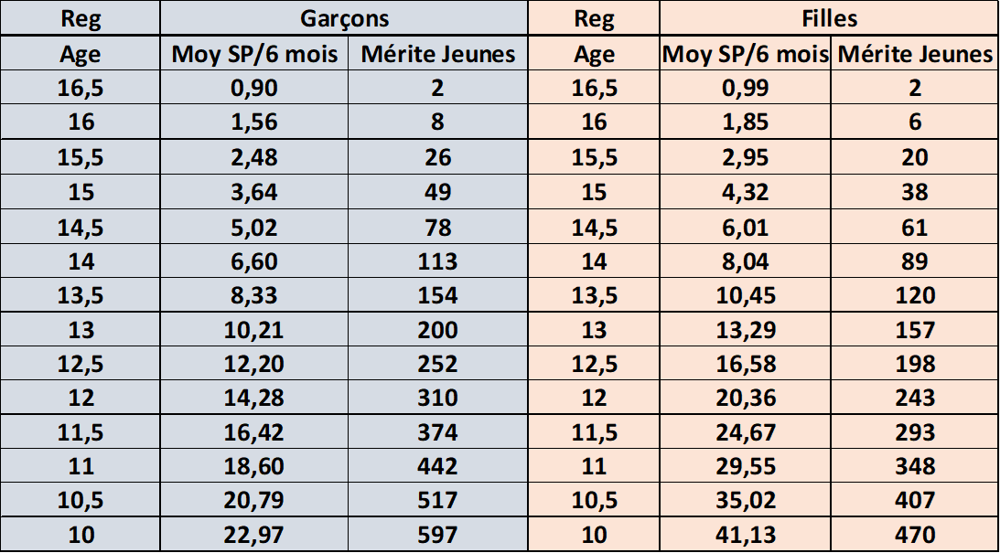 Reg Garçons Reg Filles
Age Moy SP/6 mois Mérite Jeunes Age Moy SP/6 mois Mérite Jeunes
16,5 0,90 2 16,5 0,99 2
16 1,56 8 16 1,85 6
15,5 2,48 26 15,5 2,95 20
15 3,64 49 15 4,32 38
14,5 5,02 78 14,5 6,01 61
14 6,60 113 14 8,04 89
13,5 8,33 154 13,5 10,45 120
13 10,21 200 13 13,29 157
12,5 12,20 252 12,5 16,58 198
12 14,28 310 12 20,36 243
11,5 16,42 374 11,5 24,67 293
11 18,60 442 11 29,55 348
10,5 20,79 517 10,5 35,02 407
10 22,97 597 10 41,13 470